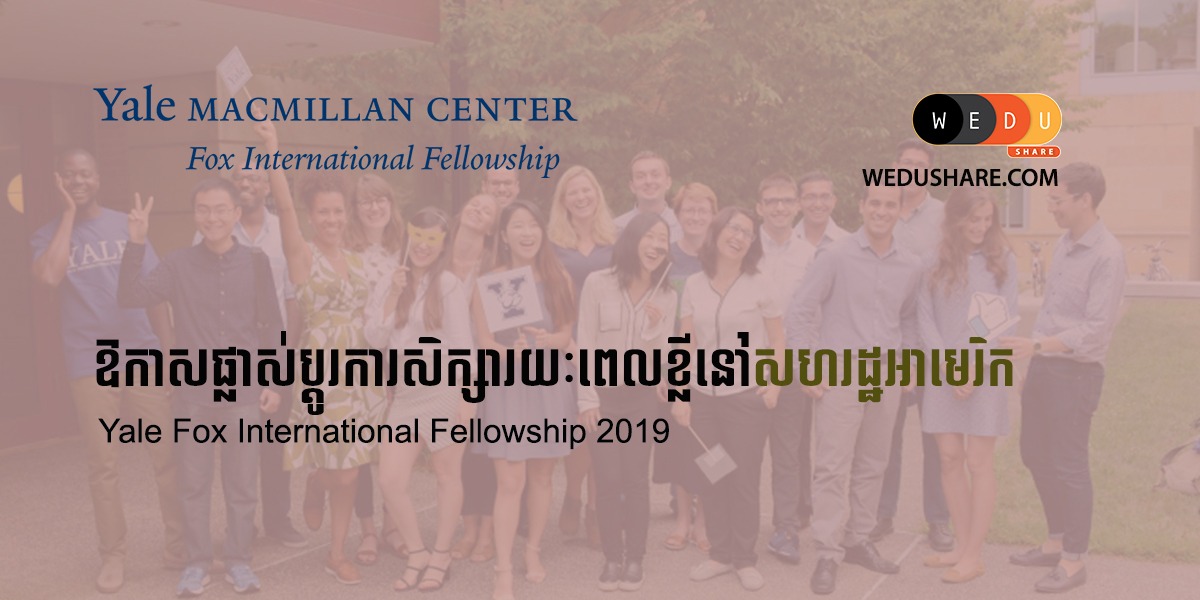 Yale MACMILLAN CENTER
Fox International Fellowship
WEDU
SHARE
WEDUSHARE.COM
YALE
Y
ឱកាសផ្លាស់ប្ដូរការសិក្សារយៈពេលខ្លីនៅសហរដ្ឋអាមេរិក
Yale Fox International Fellowship 2019